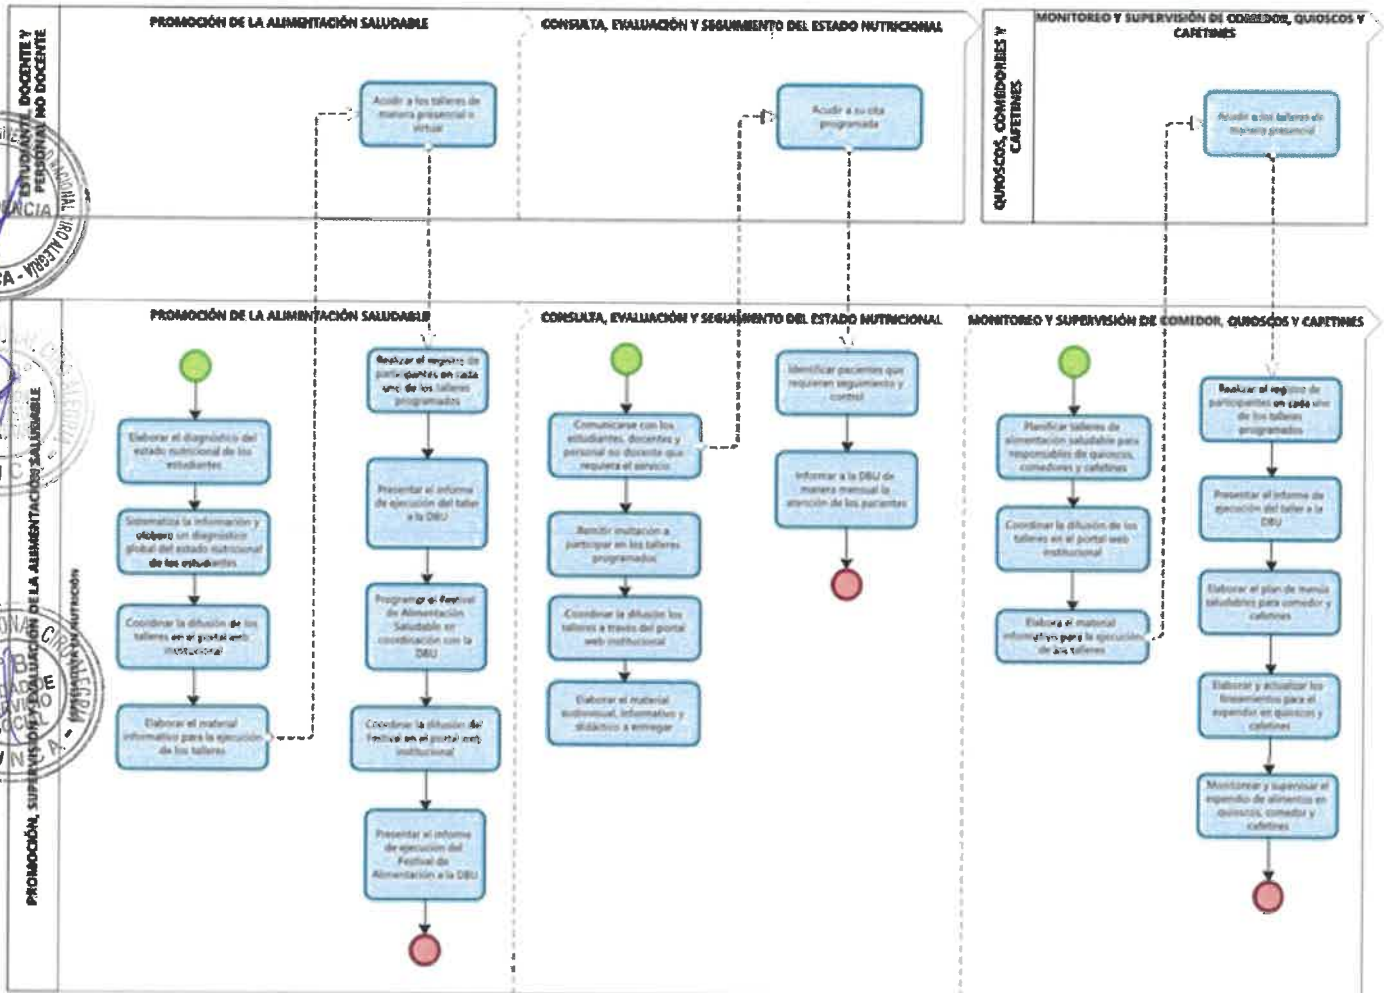 ESTUDIANTE, DOCENTE Y
PERSONAL NO DOCENTE
PROMOCIÓN DE LA ALIMENTACIÓN SALUDABLE
Acudir a los talleres de
manera presencial o
virtual
CONSULTA, EVALUACIÓN Y SEGUIMIENTO DEL ESTADO NUTRICIONAL
Acudir a su cita
programada
QUIOSCOS, COMEDORES Y
CAFETINES
MONITOREO Y SUPERVISIÓN DE COMEDOR, QUIOSCOS Y
CAFETINES
Acudir a los talleres de
manera presencial
PROMOCIÓN, SUPERVISIÓN Y EVALUACIÓN DE LA ALIMENTACIÓN SALUDABLE
NUTRICIÓN
PROMOCIÓN DE LA ALIMENTACIÓN SALUDABLE
Elaborar el diagnóstico del
estado nutricional de los
estudiantes
Sistematiza la información y
elabora un diagnóstico
global del estado nutricional
de los estudiantes
Coordinar la difusión de los
talleres en el portal web
institucional
Elaborar el material
informativo para la ejecución
de los talleres
Realizar el registro de
participantes en cada
uno de los talleres
programados
Presentar el informe
de ejecución del taller
a la DBU
Programar el Festival
de Alimentación
Saludable en
coordinación con la
DBU
Coordinar la difusión del
Festival en el portal web
institucional
Presentar el informe
de ejecución del
Festival de
Alimentación a la DBU
CONSULTA, EVALUACIÓN Y SEGUIMIENTO DEL ESTADO NUTRICIONAL
Comunicarse con los
estudiantes, docentes y
personal no docente que
requiera el servicio
Remitir invitación a
participar en los talleres
programados
Coordinar la difusión los
talleres a través del portal
web institucional
Elaborar el material
audiovisual, informativo y
didáctico a entregar
Identificar pacientes que
requieren seguimiento y
control
Informar a la DBU de
manera mensual la
atención de los pacientes
MONITOREO Y SUPERVISIÓN DE COMEDOR, QUIOSCOS Y CAFETINES
Planificar talleres de
alimentación saludable para
responsables de quioscos,
comedores y cafetines
Coordinar la difusión de los
talleres en el portal web
institucional
Elabora el material
informativo para la ejecución
de los talleres
Realizar el registro de
participantes en cada uno
de los talleres
programados
Presentar el informe de
ejecución del taller a la
DBU
Elaborar el plan de menús
saludables para comedor y
cafetines
Elaborar y actualizar los
lineamientos para el
expendio en quioscos y
cafetines
Monitorear y supervisar el
expendio de alimentos en
quioscos, comedor y
cafetines